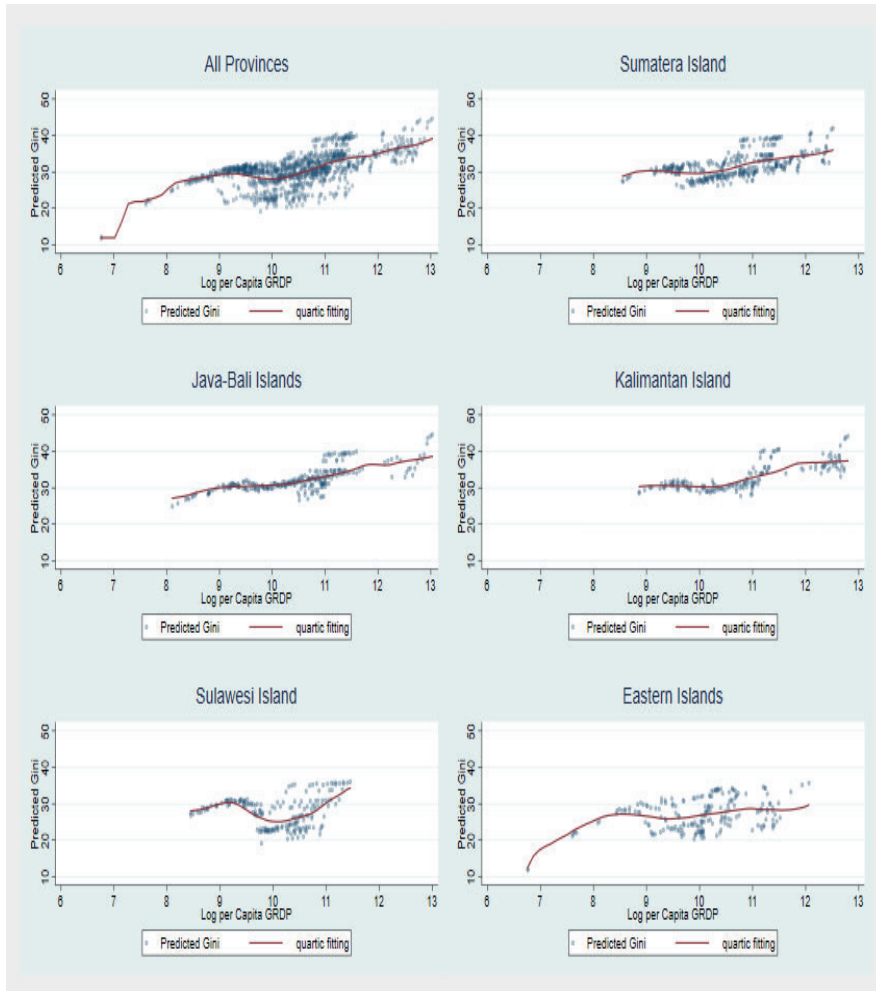 All Provinces
Predicted Gini
10 20 30 40 50
6 7 8 9 10 11 12 13
Log per Capita GRDP
Predicted Gini quartic fitting
Sumatera Island
Predicted Gini
10 20 30 40 50
6 7 8 9 10 11 12 13
Log per Capita GRDP
Predicted Gini quartic fitting
Java-Bali Islands
Predicted Gini
10 20 30 40 50
6 7 8 9 10 11 12 13
Log per Capita GRDP
Predicted Gini quartic fitting
Kalimantan Island
Predicted Gini
10 20 30 40 50
6 7 8 9 10 11 12 13
Log per Capita GRDP
Predicted Gini quartic fitting
Sulawesi Island
Predicted Gini
10 20 30 40 50
6 7 8 9 10 11 12 13
Log per Capita GRDP
Predicted Gini quartic fitting
Eastern Islands
Predicted Gini
10 20 30 40 50
6 7 8 9 10 11 12 13
Log per Capita GRDP
Predicted Gini quartic fitting